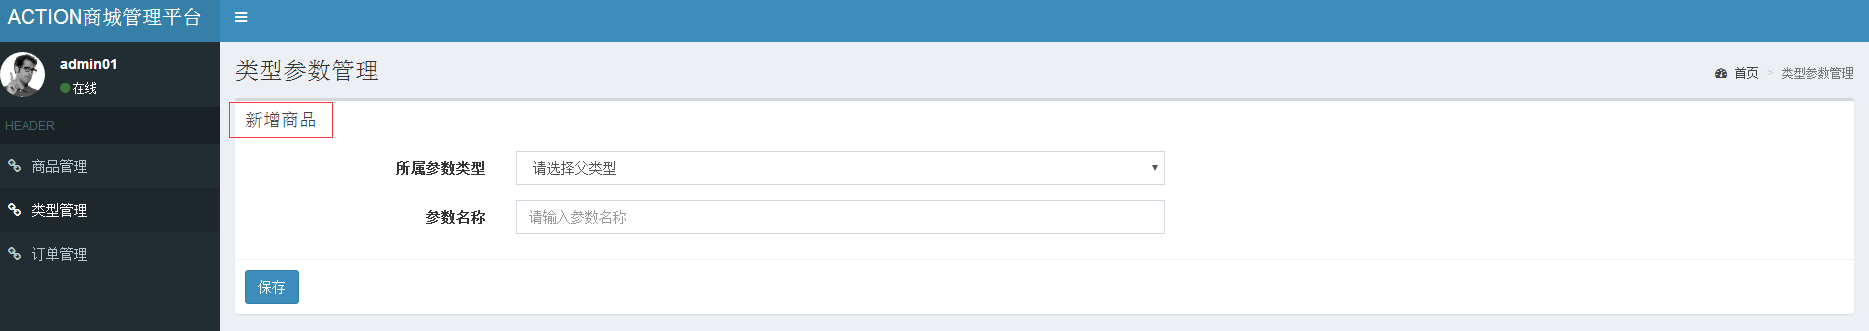 ACTION商城管理平台
admin01
在线
HEADER
商品管理
类型管理
订单管理
类型参数管理
首页 > 类型参数管理
新增商品
所属参数类型 请选择父类型
参数名称 请输入参数名称
保存